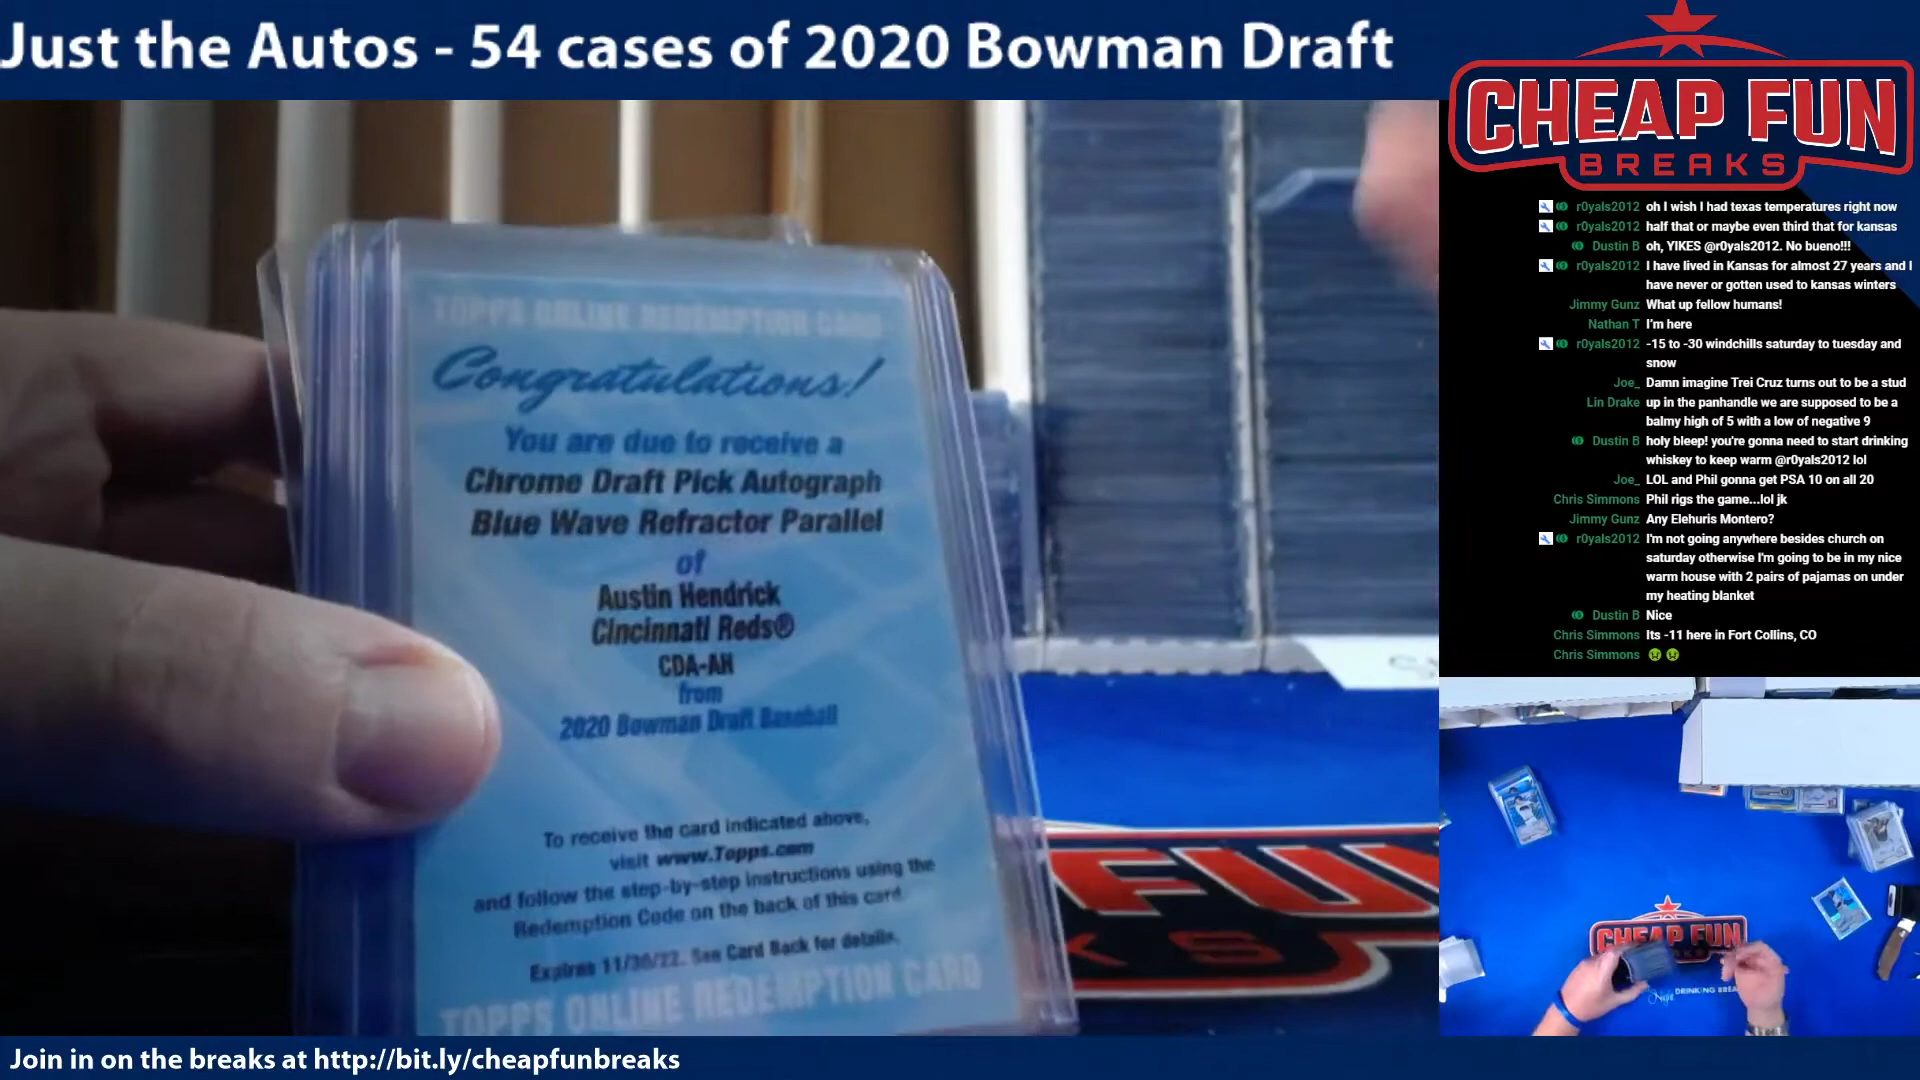 Just the Autos - 54 cases of 2020 Bowman Draft
CHEAP FUN
BREAKS
TOPPS ONLINE REDEMPTION CARD
Congratulations!
You are due to receive a
Chrome Draft Pick Autograph
Blue Wave Refractor Parallel
of
Austin Hendrick
Cincinnati Reds®
CDA-AH
from
2020 Bowman Draft Baseball
To receive the card indicated above,
visit www.Topps.com
and follow the step-by-step instructions using the
Redemption Code on the back of this card.
Expires 11/30/22. See Card Back for details.
TOPPS ONLINE REDEMPTION CARD
FUN
KS
r0yals2012 oh I wish I had texas temperatures right now
r0yals2012 half that or maybe even third that for kansas
Dustin B oh, YIKES @r0yals2012. No bueno!!!
r0yals2012 I have lived in Kansas for almost 27 years and I
have never or gotten used to kansas winters
Jimmy Gunz What up fellow humans!
Nathan T I'm here
r0yals2012 -15 to -30 windchills saturday to tuesday and
snow
Joe_ Damn imagine Trei Cruz turns out to be a stud
Lin Drake up in the panhandle we are supposed to be a
balmy high of 5 with a low of negative 9
Dustin B holy bleep! you're gonna need to start drinking
whiskey to keep warm @r0yals2012 lol
Joe_ LOL and Phil gonna get PSA 10 on all 20
Chris Simmons Phil rigs the game...lol jk
Jimmy Gunz Any Elehuris Montero?
r0yals2012 I'm not going anywhere besides church on
saturday otherwise I'm going to be in my nice
warm house with 2 pairs of pajamas on under
my heating blanket
Dustin B Nice
Chris Simmons Its -11 here in Fort Collins, CO
Chris Simmons
CHEAP FUN
DRINKING BREA
Join in on the breaks at http://bit.ly/cheapfunbreaks